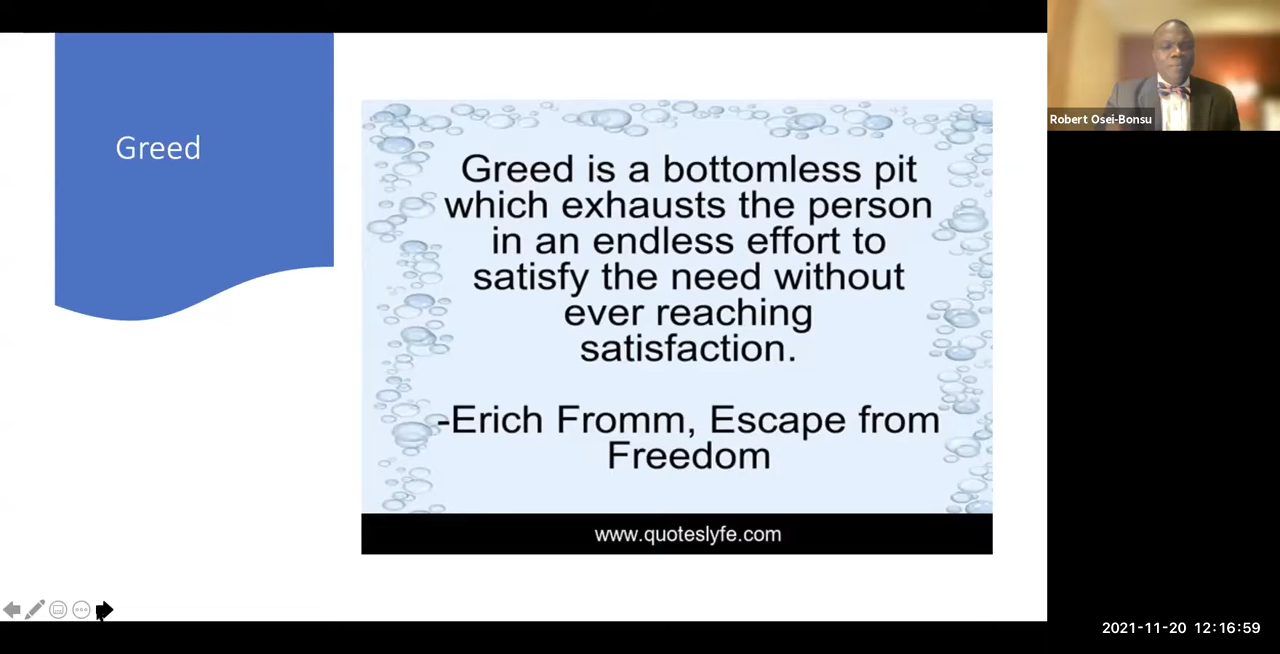 Greed
Greed is a bottomless pit
which exhausts the person
in an endless effort to
satisfy the need without
ever reaching
satisfaction.
-Erich Fromm, Escape from
Freedom
www.quoteslyfe.com
Robert Osei-Bonsu
2021-11-20 12:16:59